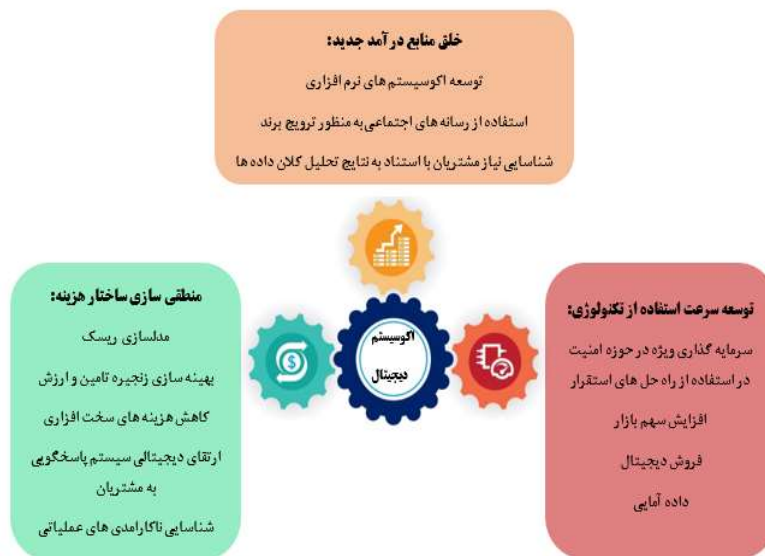 خلق منابع درآمد جدید:
توسعه اکوسیستم های نرم افزاری
استفاده از رسانه های اجتماعی به منظور ترویج برند
شناسایی نیاز مشتریان با استناد به نتایج تحلیل کلان داده ها
توسعه سرعت استفاده از تکنولوژی:
سرمایه گذاری ویژه در حوزه امنیت
در استفاده از راه حل های استقرار
افزایش سهم بازار
فروش دیجیتال
داده آمایی
اکوسیستم
دیجیتال
منطقی سازی ساختار هزینه:
مدلسازی ریسک
بهینه سازی زنجیره تامین و ارزش
کاهش هزینه های سخت افزاری
ارتقای دیجیتالی سیستم پاسخگویی
به مشتریان
شناسایی ناکارامدی های عملیاتی